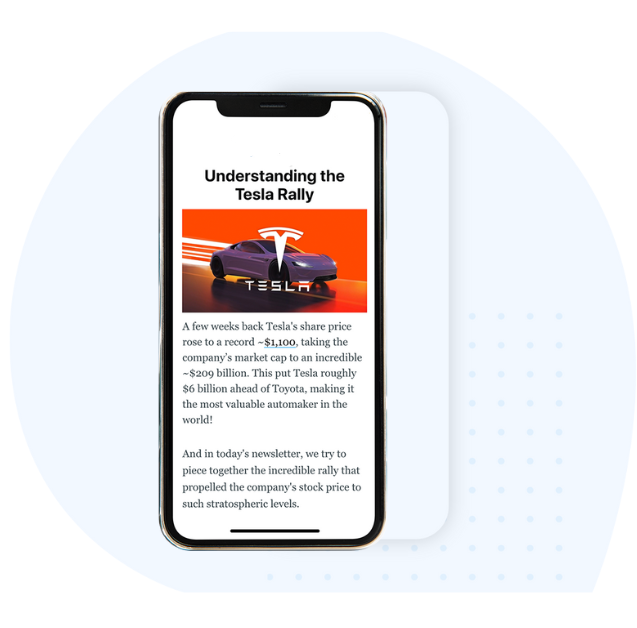 Understanding the
Tesla Rally
TESLA
A few weeks back Tesla's share price
rose to a record ~$1,100, taking the
company's market cap to an incredible
~$209 billion. This put Tesla roughly
$6 billion ahead of Toyota, making it
the most valuable automaker in the
world!
And in today's newsletter, we try to
piece together the incredible rally that
propelled the company's stock price to
such stratospheric levels.